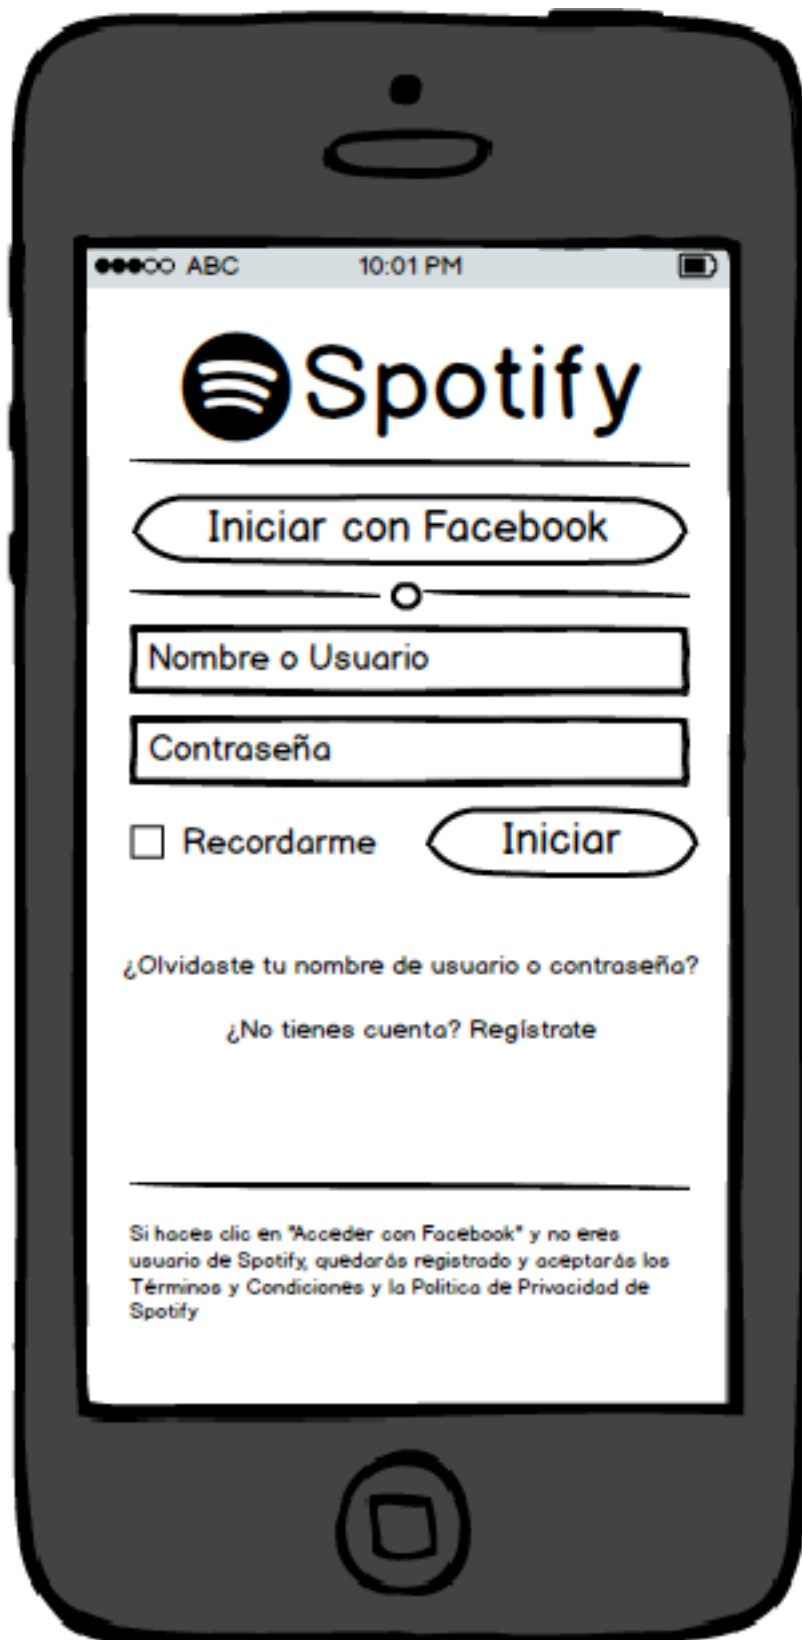 ABC 10:01 PM
Spotify
Iniciar con Facebook
O
Nombre o Usuario
Contraseña
Recordarme Iniciar
¿Olvidaste tu nombre de usuario o contraseña?
¿No tienes cuenta? Regístrate
Si haces clic en "Acceder con Facebook" y no eres
usuario de Spotify, quedarás registrado y aceptarás los
Términos y Condiciones y la Politica de Privacidad de
Spotify